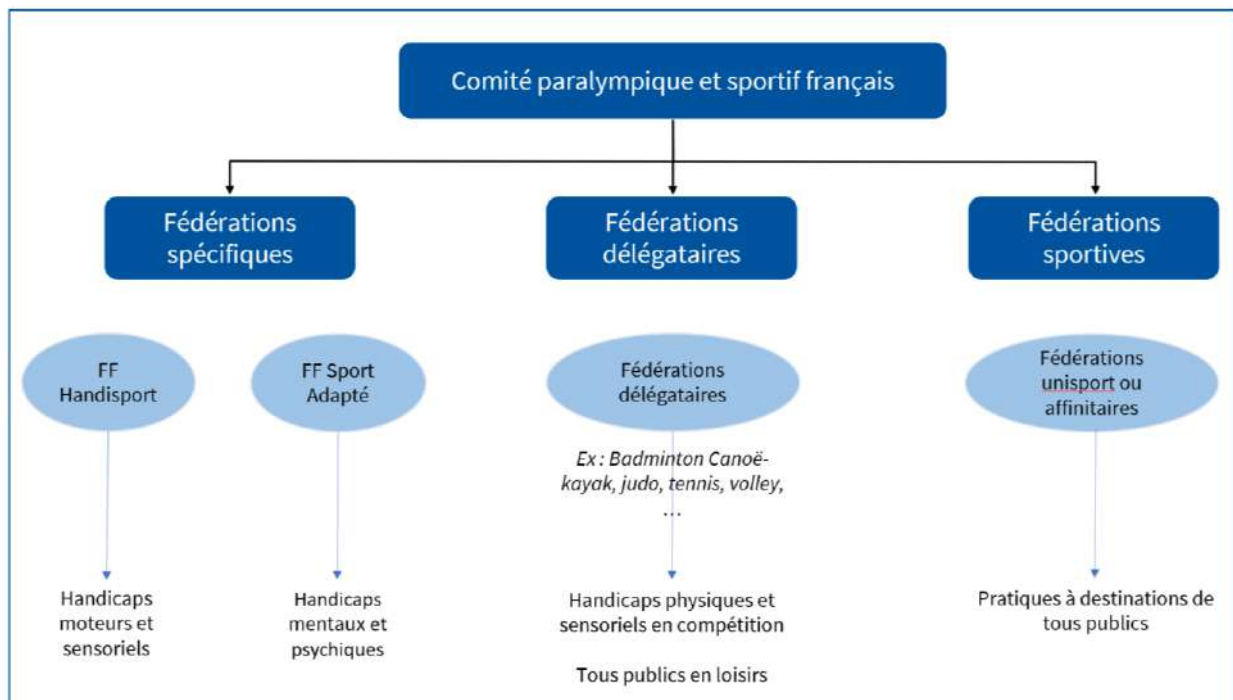 Comité paralympique et sportif français
Fédérations
spécifiques
Fédérations
délégataires
Fédérations
sportives
FF
Handisport
FF Sport
Adapté
Fédérations
délégataires
Fédérations
unisport ou
affinitaires
Ex : Badminton Canoë-
kayak, judo, tennis, volley,
...
Handicaps
moteurs et
sensoriels
Handicaps
mentaux et
psychiques
Handicaps physiques et
sensoriels en compétition
Tous publics en loisirs
Pratiques à destinations de
tous publics